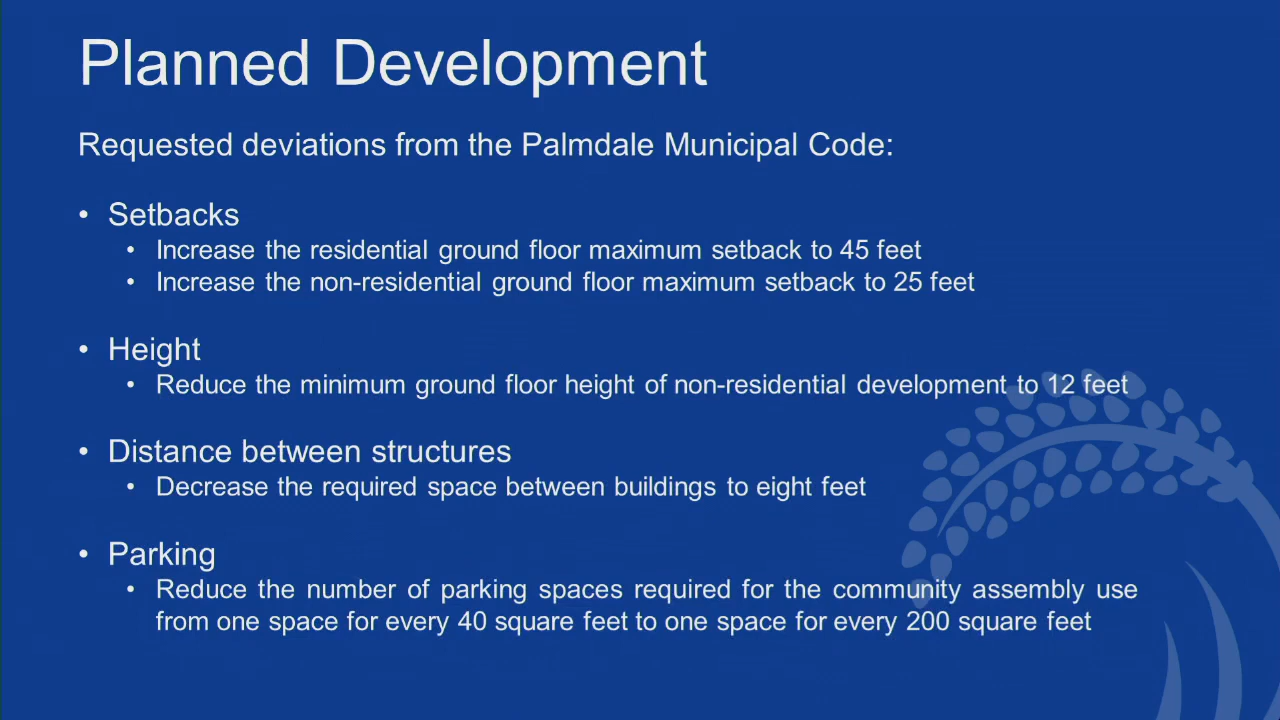 Planned Development
Requested deviations from the Palmdale Municipal Code:
• Setbacks
• Increase the residential ground floor maximum setback to 45 feet
• Increase the non-residential ground floor maximum setback to 25 feet
• Height
• Reduce the minimum ground floor height of non-residential development to 12 feet
• Distance between structures
• Decrease the required space between buildings to eight feet
• Parking
• Reduce the number of parking spaces required for the community assembly use
from one space for every 40 square feet to one space for every 200 square feet